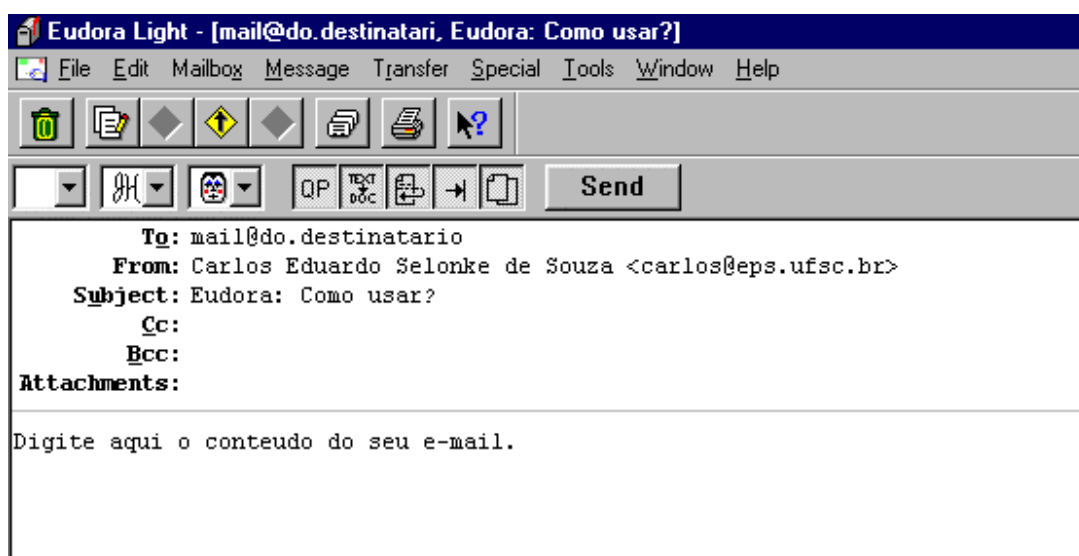 Eudora Light - [mail@do.destinatari, Eudora: Como usar?]
File Edit Mailbox Message Transfer Special Tools Window Help
QP TEXT DOC Send
To: mail@do.destinatario
From: Carlos Eduardo Selonke de Souza <carlos@eps.ufsc.br>
Subject: Eudora: Como usar?
Cc:
Bcc:
Attachments:
Digite aqui o conteudo do seu e-mail.